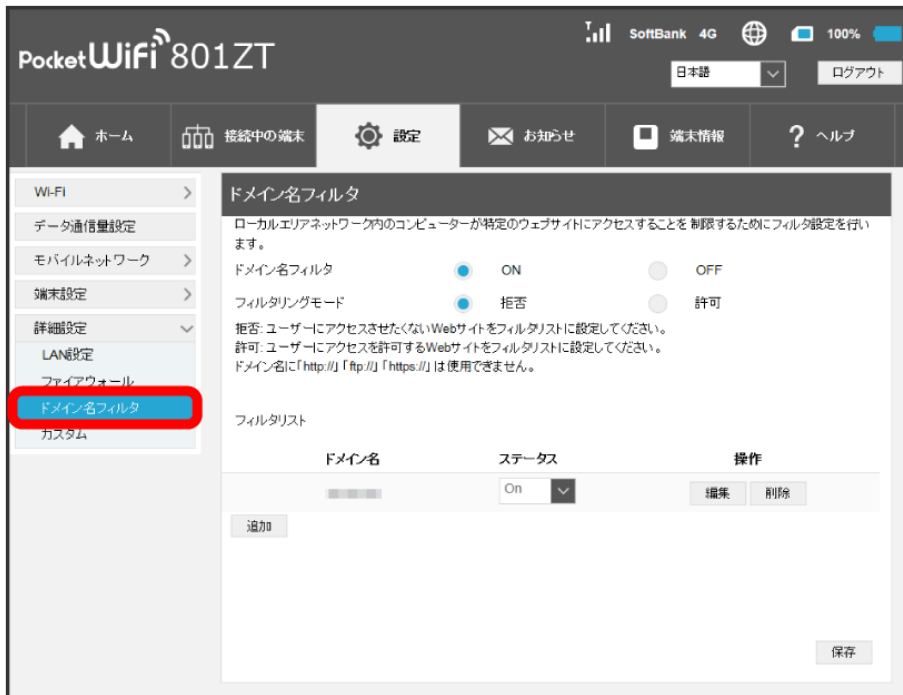 SoftBank 4G 100%
PocketWiFi 801ZT
日本語 ログアウト
ホーム 接続中の端末 設定 お知らせ 端末情報 ? ヘルプ
Wi-Fi
データ通信量設定
モバイルネットワーク
端末設定
詳細設定
LAN設定
ファイアウォール
ドメイン名フィルタ
カスタム
ドメイン名フィルタ
ローカルエリアネットワーク内のコンピューターが特定のウェブサイトにアクセスすることを 制限するためにフィルタ設定を行い
ます。
ドメイン名フィルタ ON OFF
フィルタリングモード 拒否 許可
拒否: ユーザーにアクセスさせたくないWebサイトをフィルタリストに設定してください。
許可: ユーザーにアクセスを許可するWebサイトをフィルタリストに設定してください。
ドメイン名に「http://」「ftp://」「https://」は使用できません。
フィルタリスト
ドメイン名 ステータス 操作
On 編集 削除
追加
保存